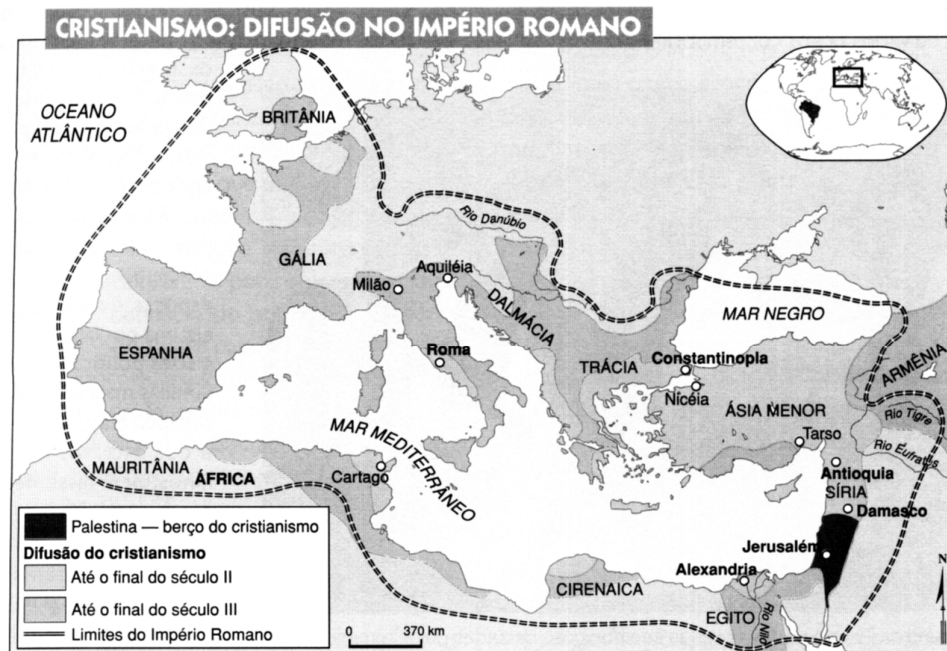 CRISTIANISMO: DIFUSÃO NO IMPÉRIO ROMANO
OCEANO
ATLÂNTICO
BRITÂNIA
Rio Danúbio
GÁLIA
Aquiléia
Milão
DALMÁCIA
MAR NEGRO
ESPANHA
Roma
TRÁCIA
Constantinopla
Nicéia
ARMÊNIA
ÁSIA MENOR
Rio Tigre
Tarso
Rio Eufrates
MAR MEDITERRÂNEO
MAURITÂNIA
ÁFRICA
Cartago
Antioquia
SÍRIA
Damasco
Jerusalém
Alexandria
CIRENAICA
EGITO
Rio Nilo
N
Palestina — berço do cristianismo
Difusão do cristianismo
Até o final do século II
Até o final do século III
Limites do Império Romano
0 370 km